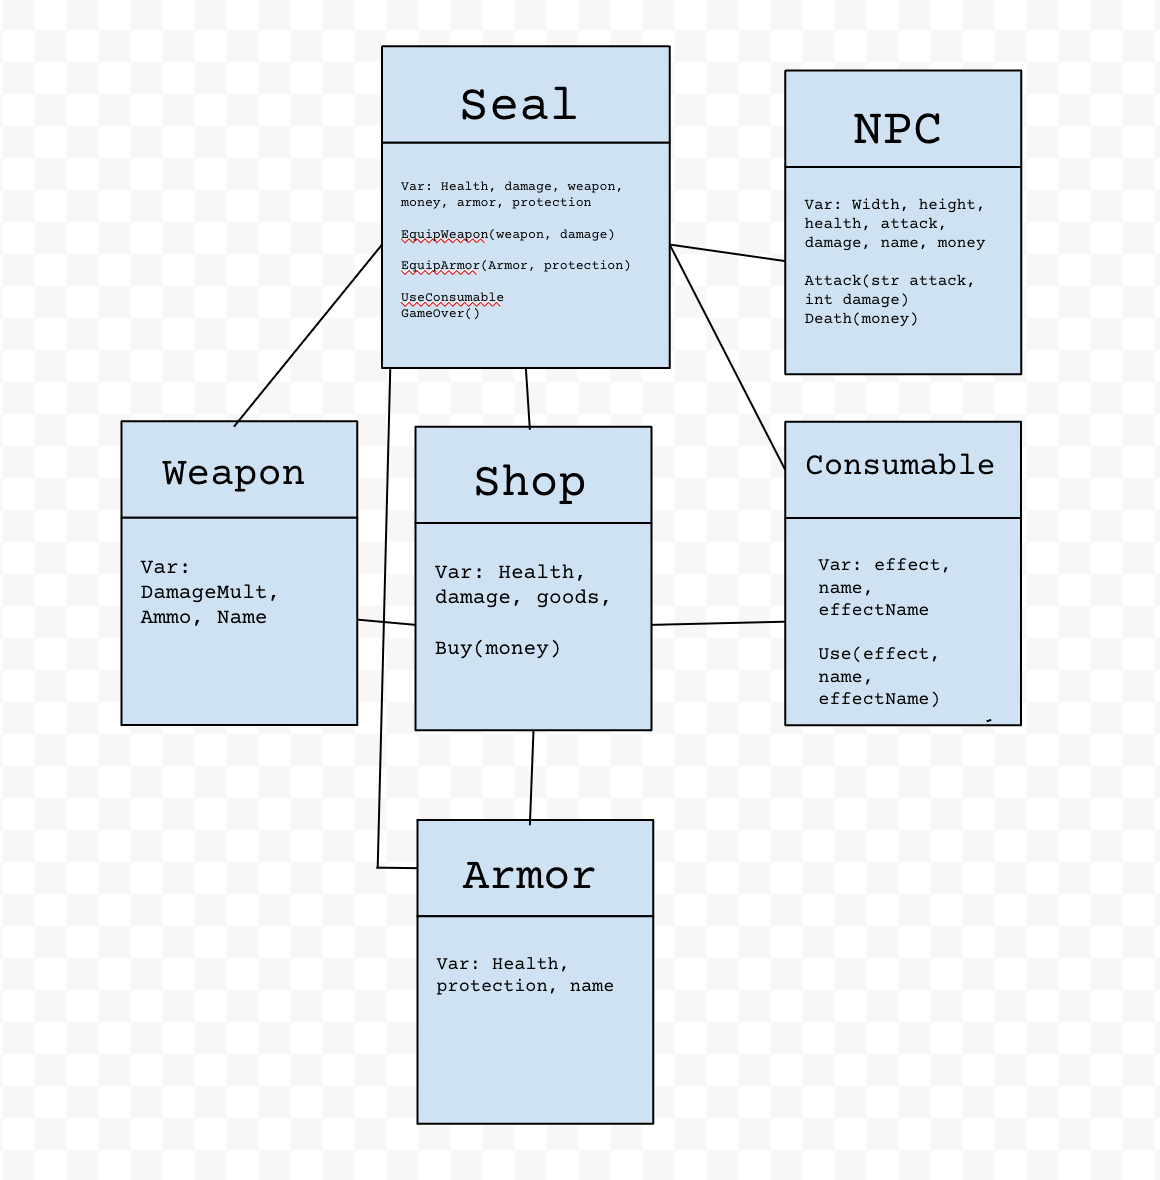 Seal
Var: Health, damage, weapon,
money, armor, protection
EquipWeapon(weapon, damage)
EquipArmor(Armor, protection)
UseConsumable
GameOver()
NPC
Var: Width, height,
health, attack,
damage, name, money
Attack(str attack,
int damage)
Death(money)
Weapon
Var:
DamageMult,
Ammo, Name
Shop
Var: Health,
damage, goods,
Buy(money)
Consumable
Var: effect,
name,
effectName
Use(effect,
name,
effectName)
Armor
Var: Health,
protection, name